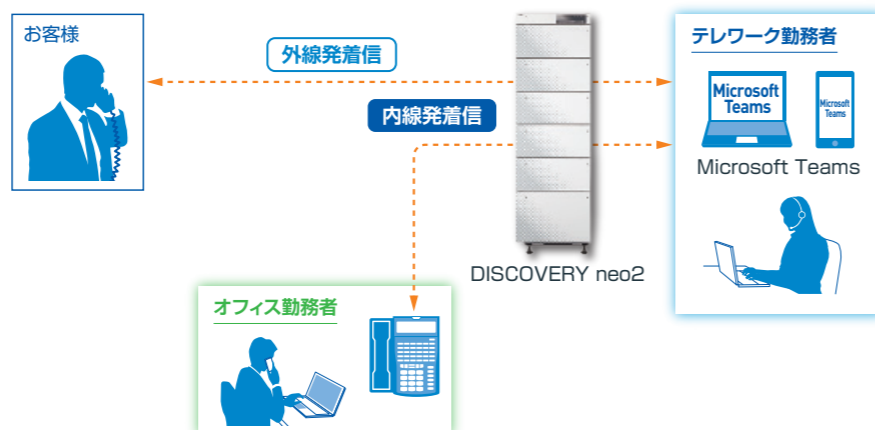 お客様
外線発着信
内線発着信
DISCOVERY neo2
テレワーク勤務者
Microsoft
Teams
Microsoft
Teams
Microsoft Teams
オフィス勤務者